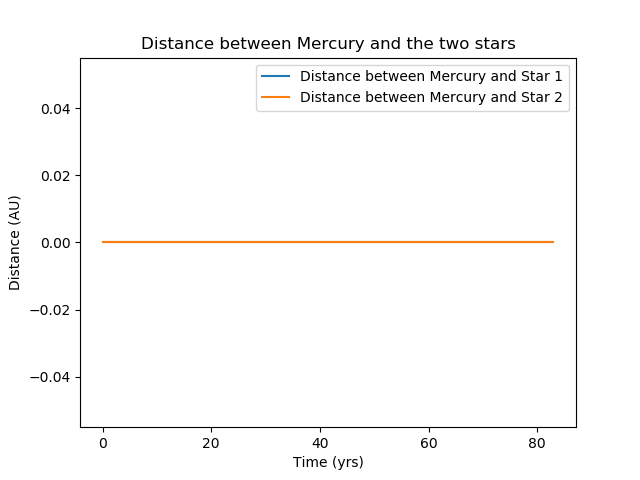 Distance between Mercury and the two stars
Distance between Mercury and Star 1
Distance between Mercury and Star 2
0.04
0.02
0.00
−0.02
−0.04
Distance (AU)
0 20 40 60 80
Time (yrs)